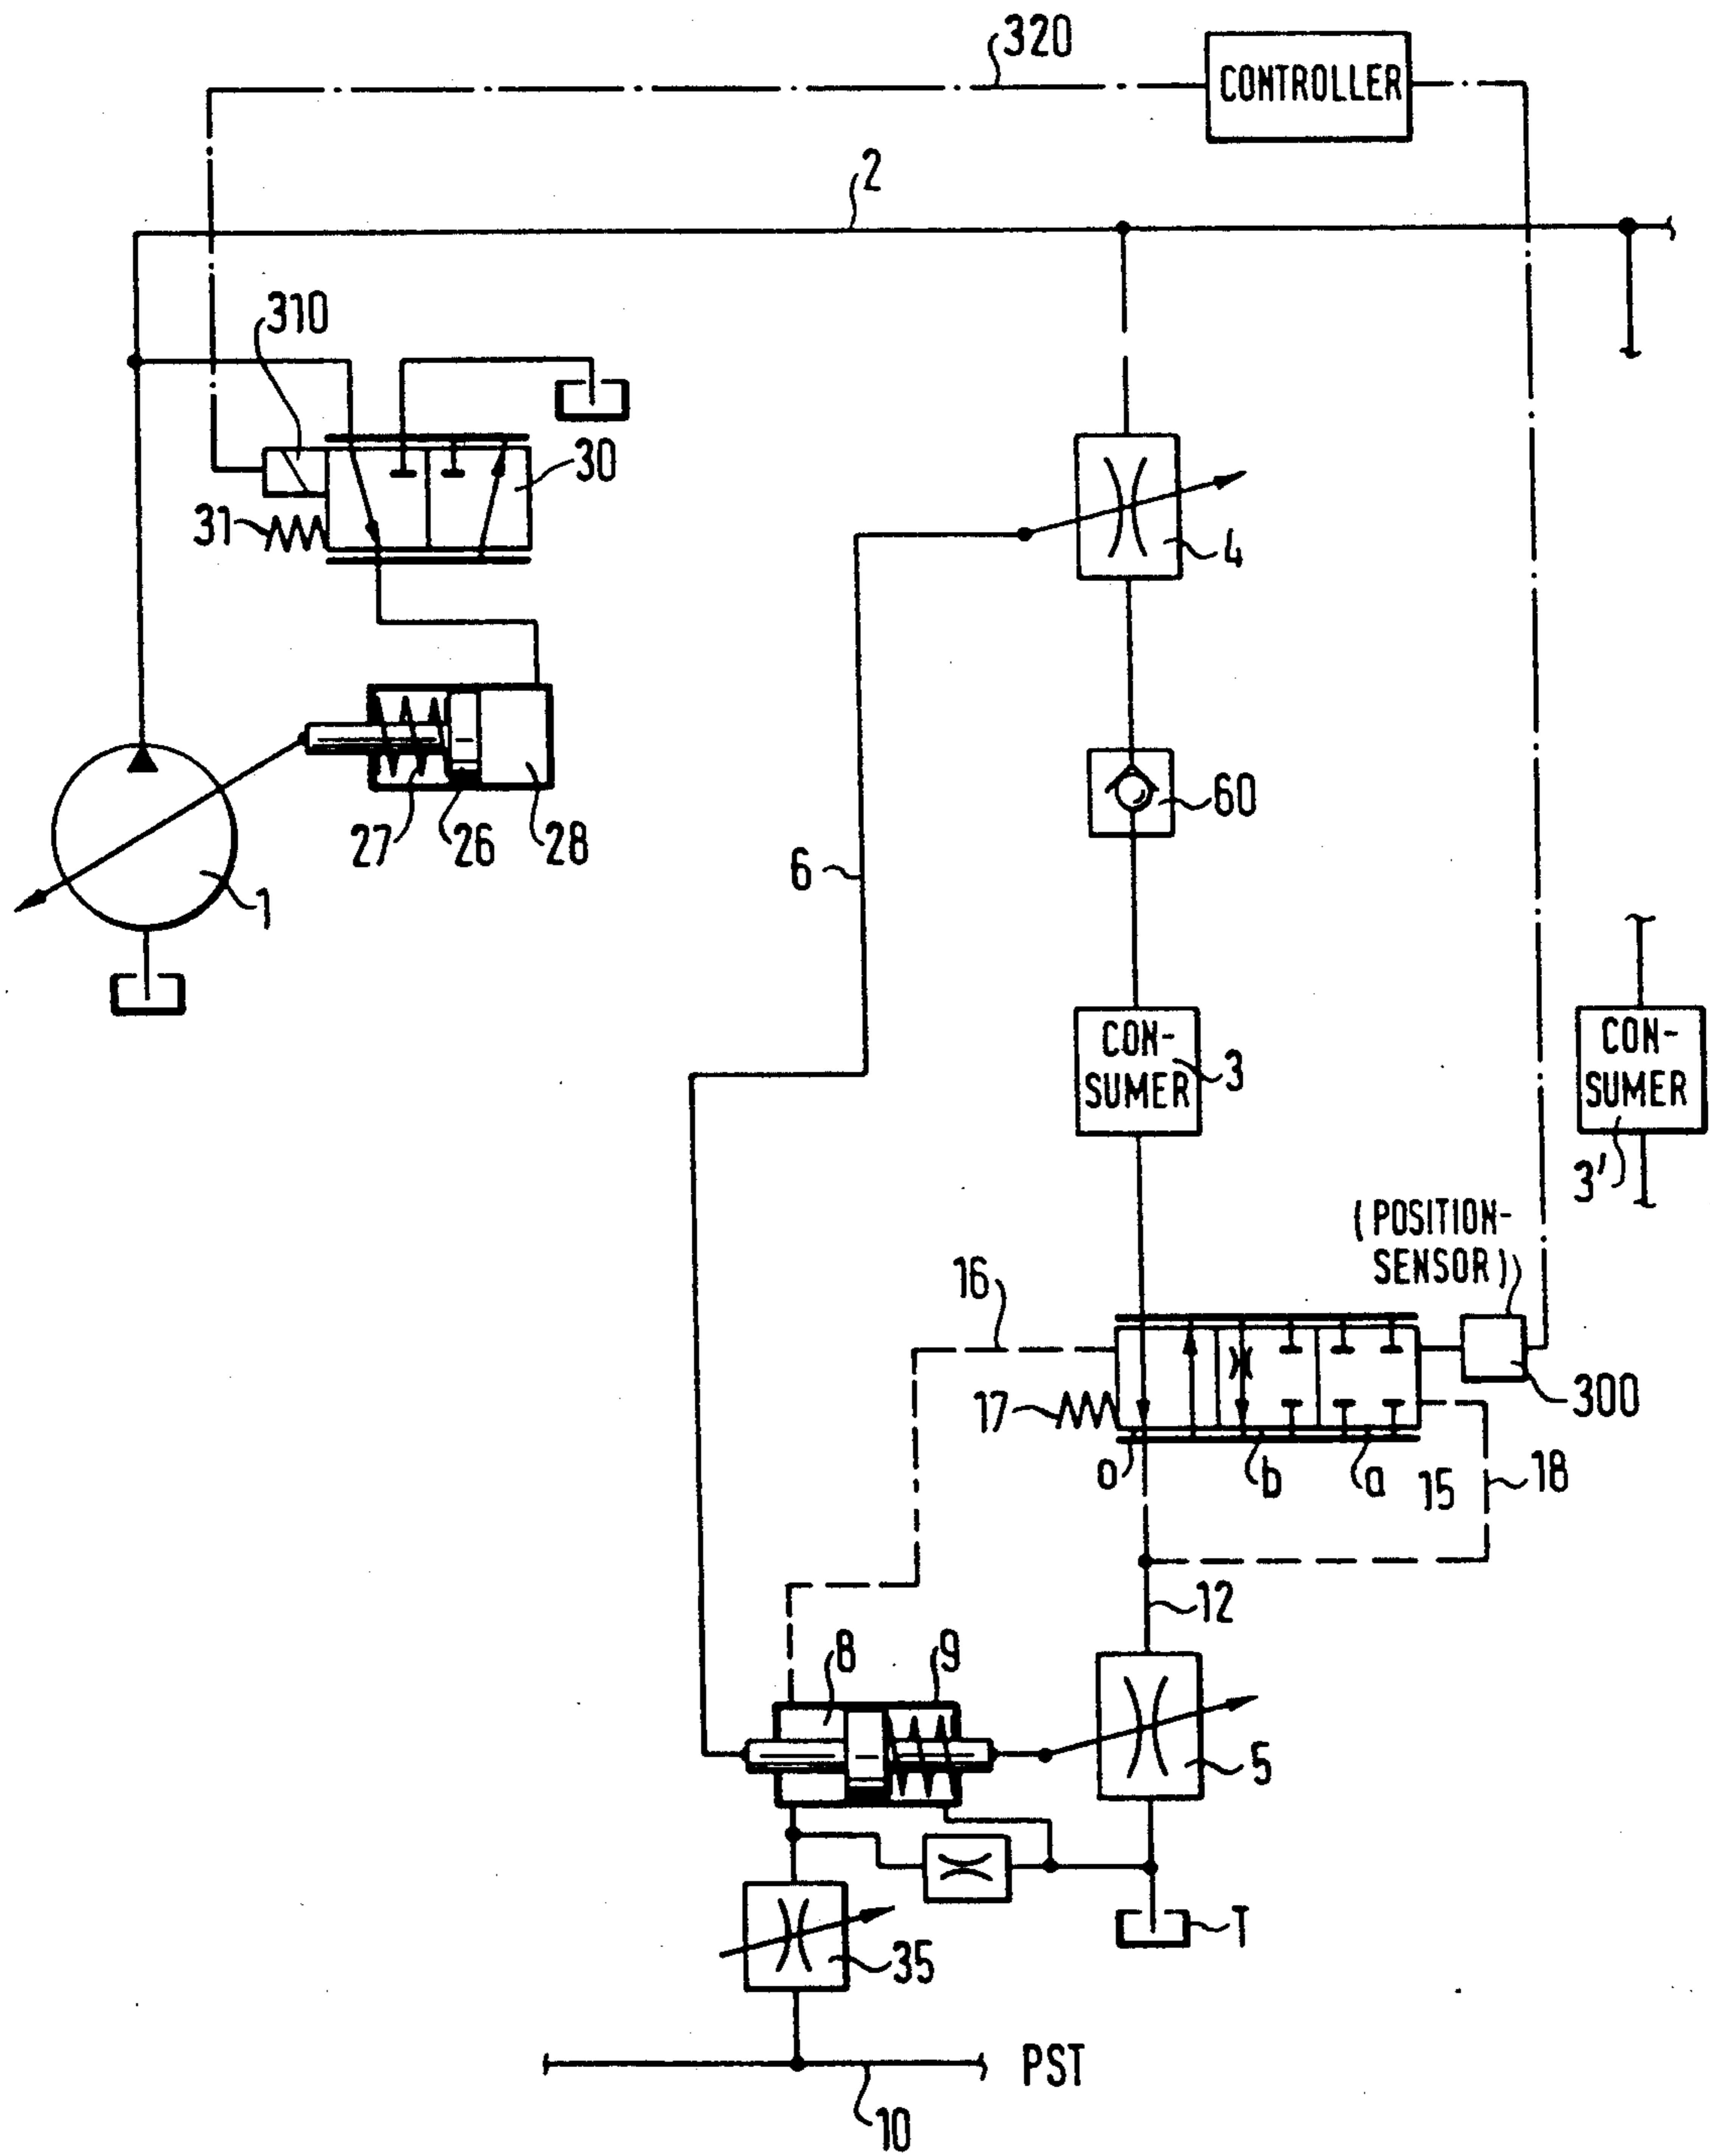 320
CONTROLLER
2
310
30
31
4
27
26
28
60
6
1
CON-
SUMER
3
CON-
SUMER
3'
(POSITION-
SENSOR)
16
17
300
o
b
a
15
18
12
8
9
5
T
35
PST
10